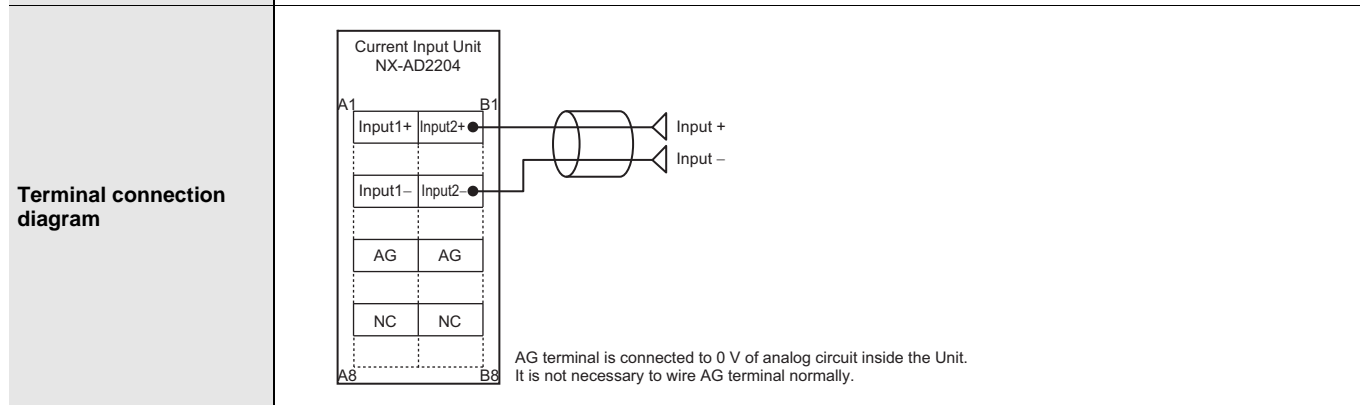 Terminal connection
diagram
Current Input Unit
NX-AD2204
A1 B1
Input1+ Input2+ Input +
Input –
Input1– Input2–
AG AG
NC NC
AG terminal is connected to 0 V of analog circuit inside the Unit.
A8 B8 It is not necessary to wire AG terminal normally.